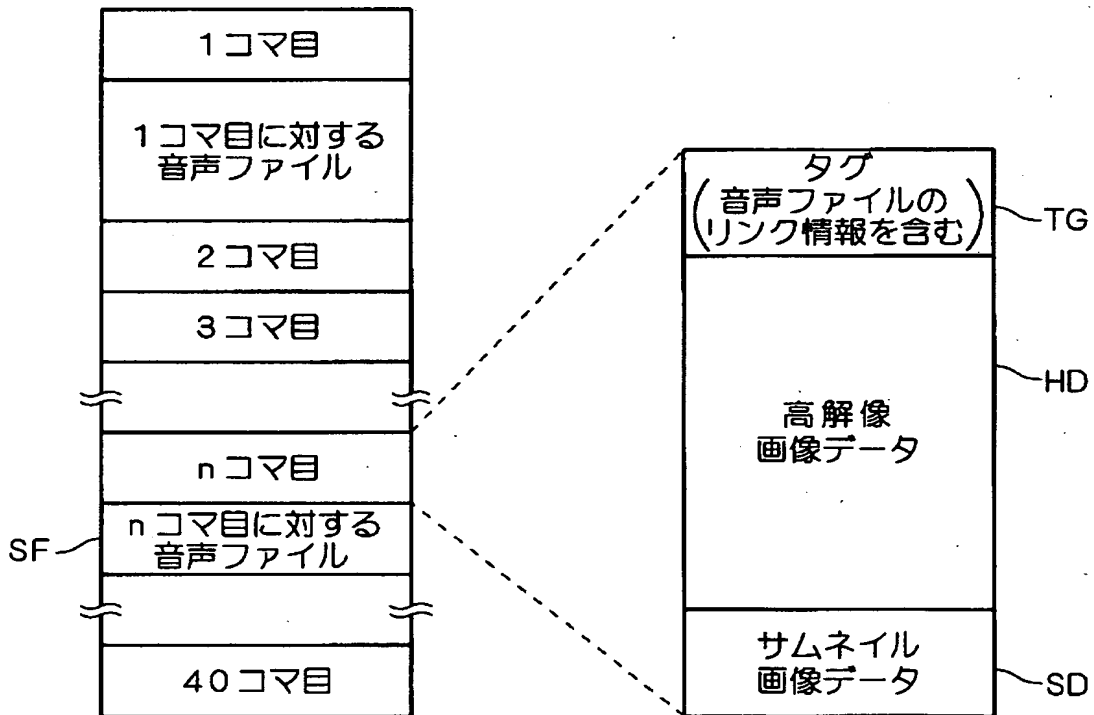 1コマ目
1コマ目に対する
音声ファイル
2コマ目
3コマ目
nコマ目
nコマ目に対する
音声ファイル
SF
40コマ目
タグ
(音声ファイルの
リンク情報を含む)
TG
高解像
画像データ
HD
サムネイル
画像データ
SD